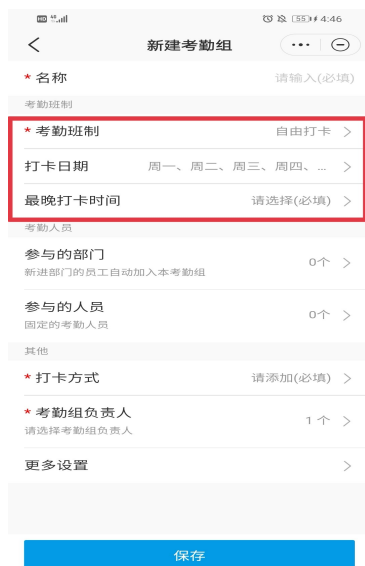 HD 4G 55 4:46
新建考勤组
* 名称 请输入(必填)
考勤班制
* 考勤班制 自由打卡
打卡日期 周一、周二、周三、周四、...
最晚打卡时间 请选择(必填)
考勤人员
参与的部门 0个
新进部门的员工自动加入本考勤组
参与的人员 0个
固定的考勤人员
其他
* 打卡方式 请添加(必填)
* 考勤组负责人 1 个
请选择考勤组负责人
更多设置
保存